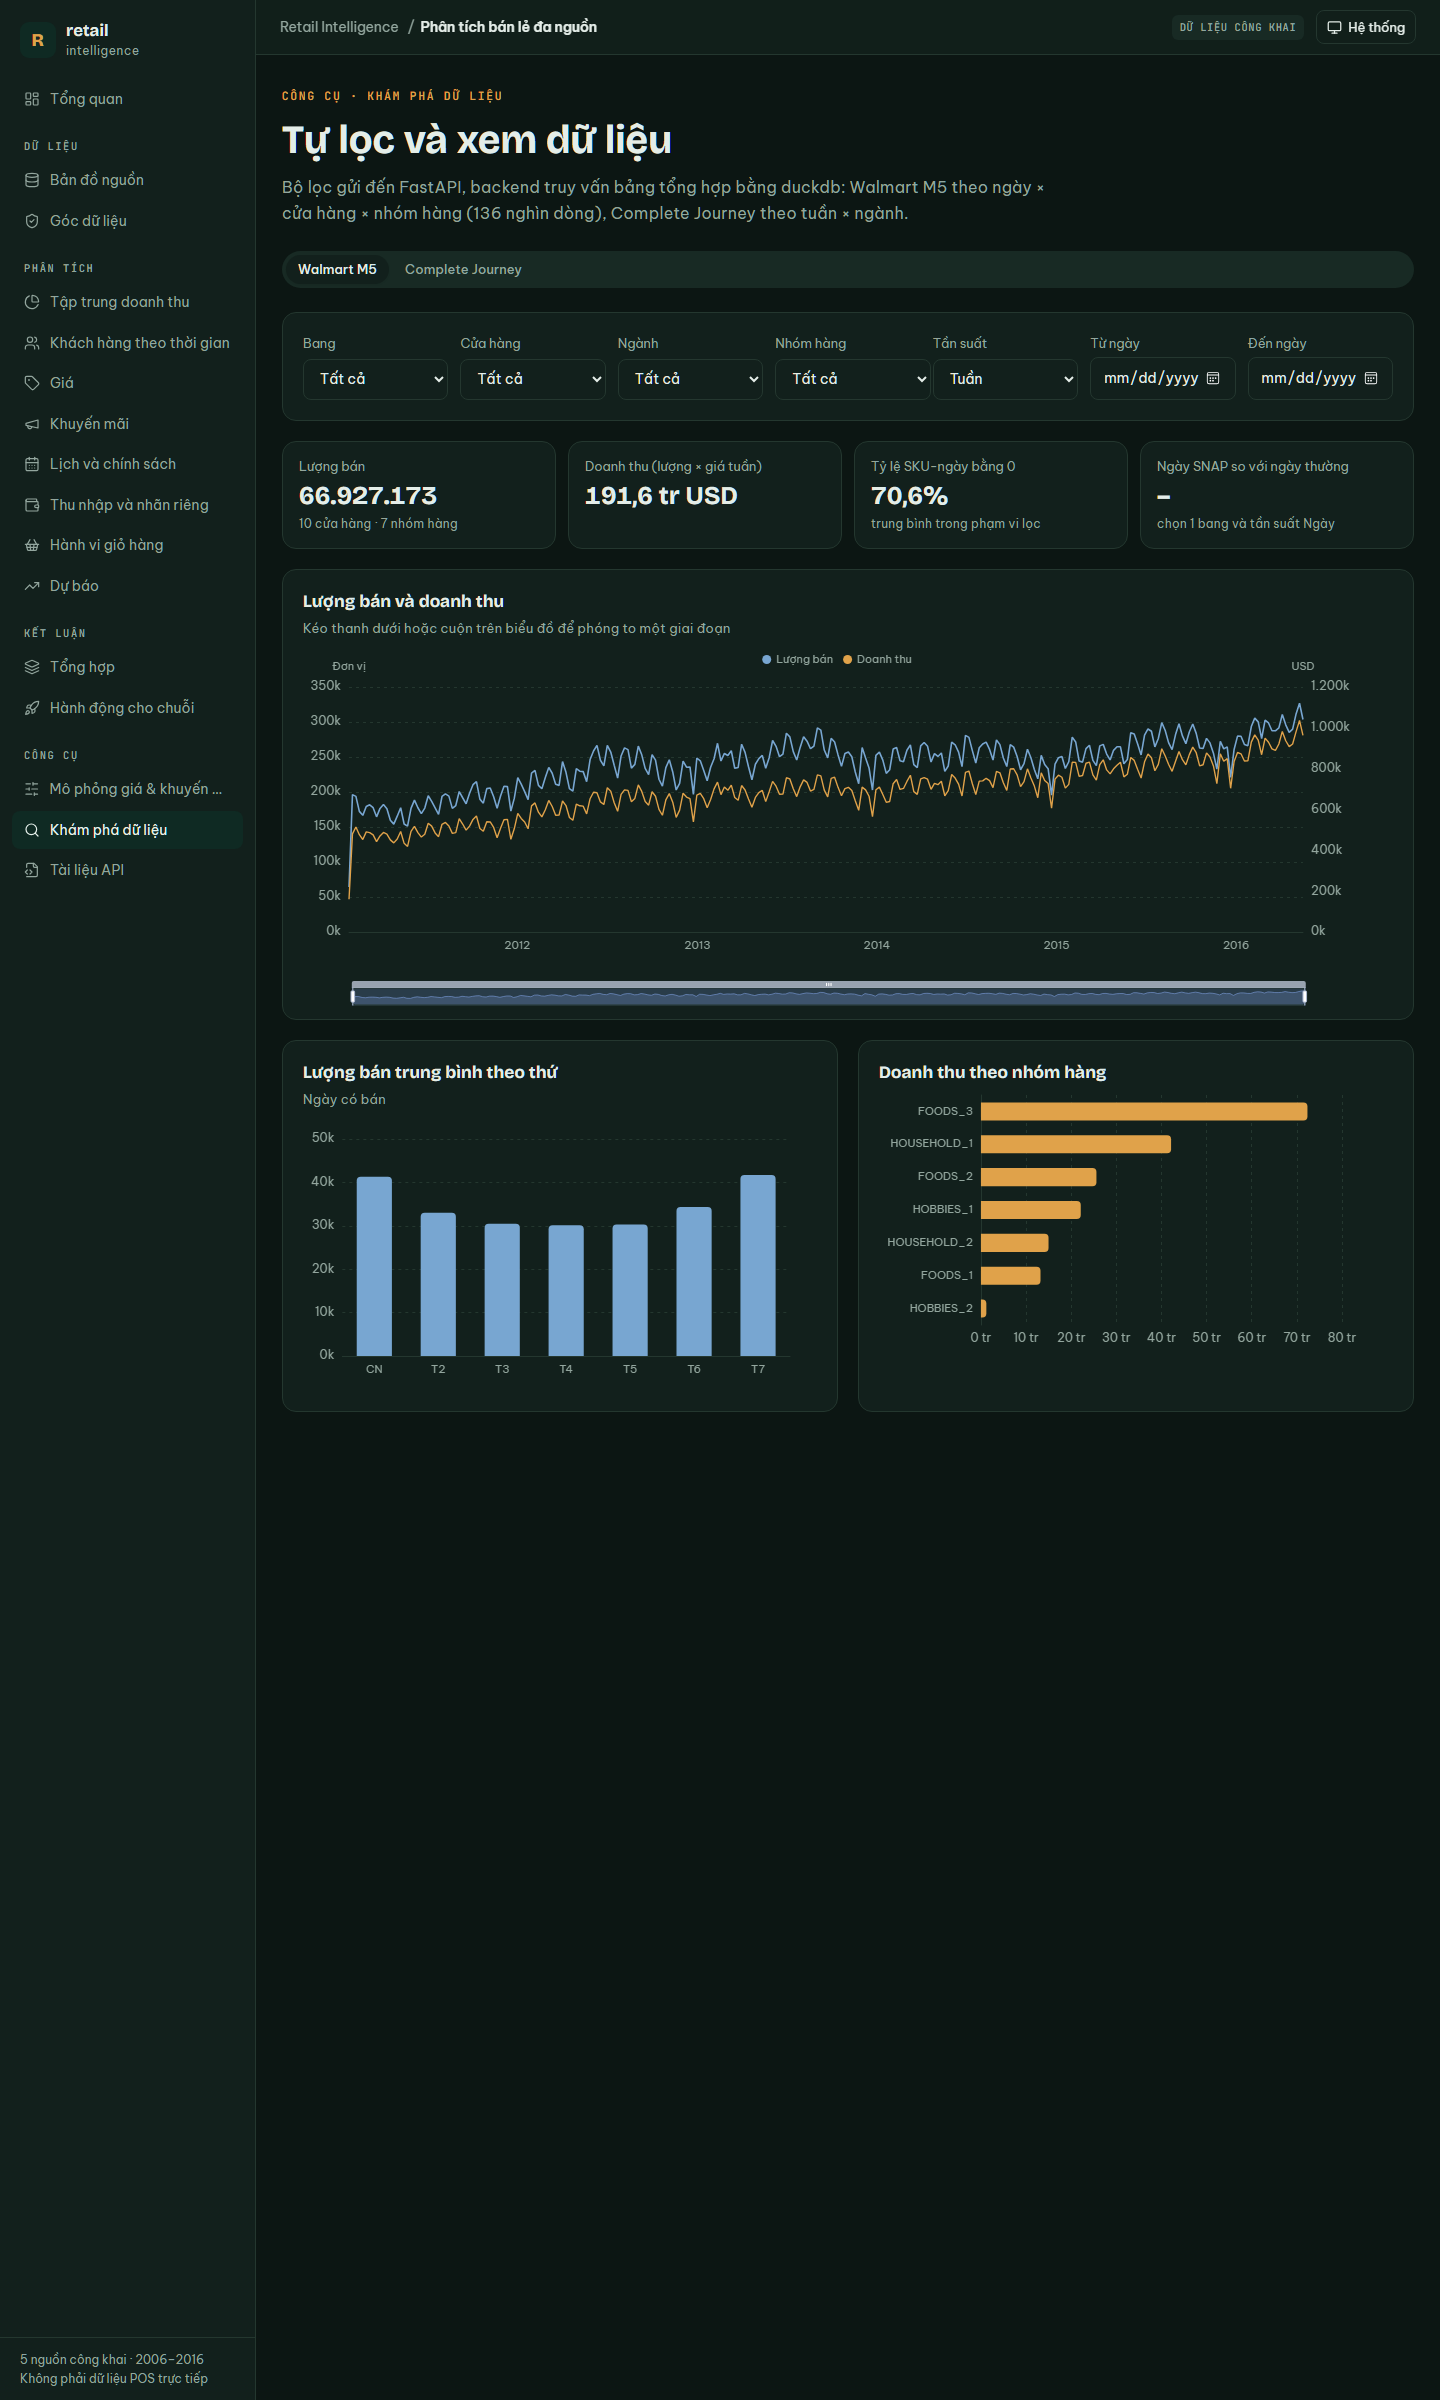 R
retail
intelligence
Tổng quan
DỮ LIỆU
Bản đồ nguồn
Góc dữ liệu
PHÂN TÍCH
Tập trung doanh thu
Khách hàng theo thời gian
Giá
Khuyến mãi
Lịch và chính sách
Thu nhập và nhãn riêng
Hành vi giỏ hàng
Dự báo
KẾT LUẬN
Tổng hợp
Hành động cho chuỗi
CÔNG CỤ
Mô phỏng giá & khuyến ...
Khám phá dữ liệu
Tài liệu API
5 nguồn công khai · 2006–2016
Không phải dữ liệu POS trực tiếp
Retail Intelligence / Phân tích bán lẻ đa nguồn
DỮ LIỆU CÔNG KHAI
Hệ thống
CÔNG CỤ · KHÁM PHÁ DỮ LIỆU
Tự lọc và xem dữ liệu
Bộ lọc gửi đến FastAPI, backend truy vấn bảng tổng hợp bằng duckdb: Walmart M5 theo ngày ×
cửa hàng × nhóm hàng (136 nghìn dòng), Complete Journey theo tuần × ngành.
Walmart M5 Complete Journey
Bang Cửa hàng Ngành Nhóm hàng Tần suất Từ ngày Đến ngày
Tất cả Tất cả Tất cả Tất cả Tuần mm/dd/yyyy mm/dd/yyyy
Lượng bán
66.927.173
10 cửa hàng · 7 nhóm hàng
Doanh thu (lượng × giá tuần)
191,6 tr USD
Tỷ lệ SKU-ngày bằng 0
70,6%
trung bình trong phạm vi lọc
Ngày SNAP so với ngày thường
–
chọn 1 bang và tần suất Ngày
Lượng bán và doanh thu
Kéo thanh dưới hoặc cuộn trên biểu đồ để phóng to một giai đoạn
Lượng bán Doanh thu
Đơn vị USD
350k 1.200k
300k 1.000k
250k 800k
200k 600k
150k 400k
100k 200k
50k
0k 0k
2012 2013 2014 2015 2016
Lượng bán trung bình theo thứ
Ngày có bán
50k
40k
30k
20k
10k
0k
CN T2 T3 T4 T5 T6 T7
Doanh thu theo nhóm hàng
FOODS_3
HOUSEHOLD_1
FOODS_2
HOBBIES_1
HOUSEHOLD_2
FOODS_1
HOBBIES_2
0 tr 10 tr 20 tr 30 tr 40 tr 50 tr 60 tr 70 tr 80 tr